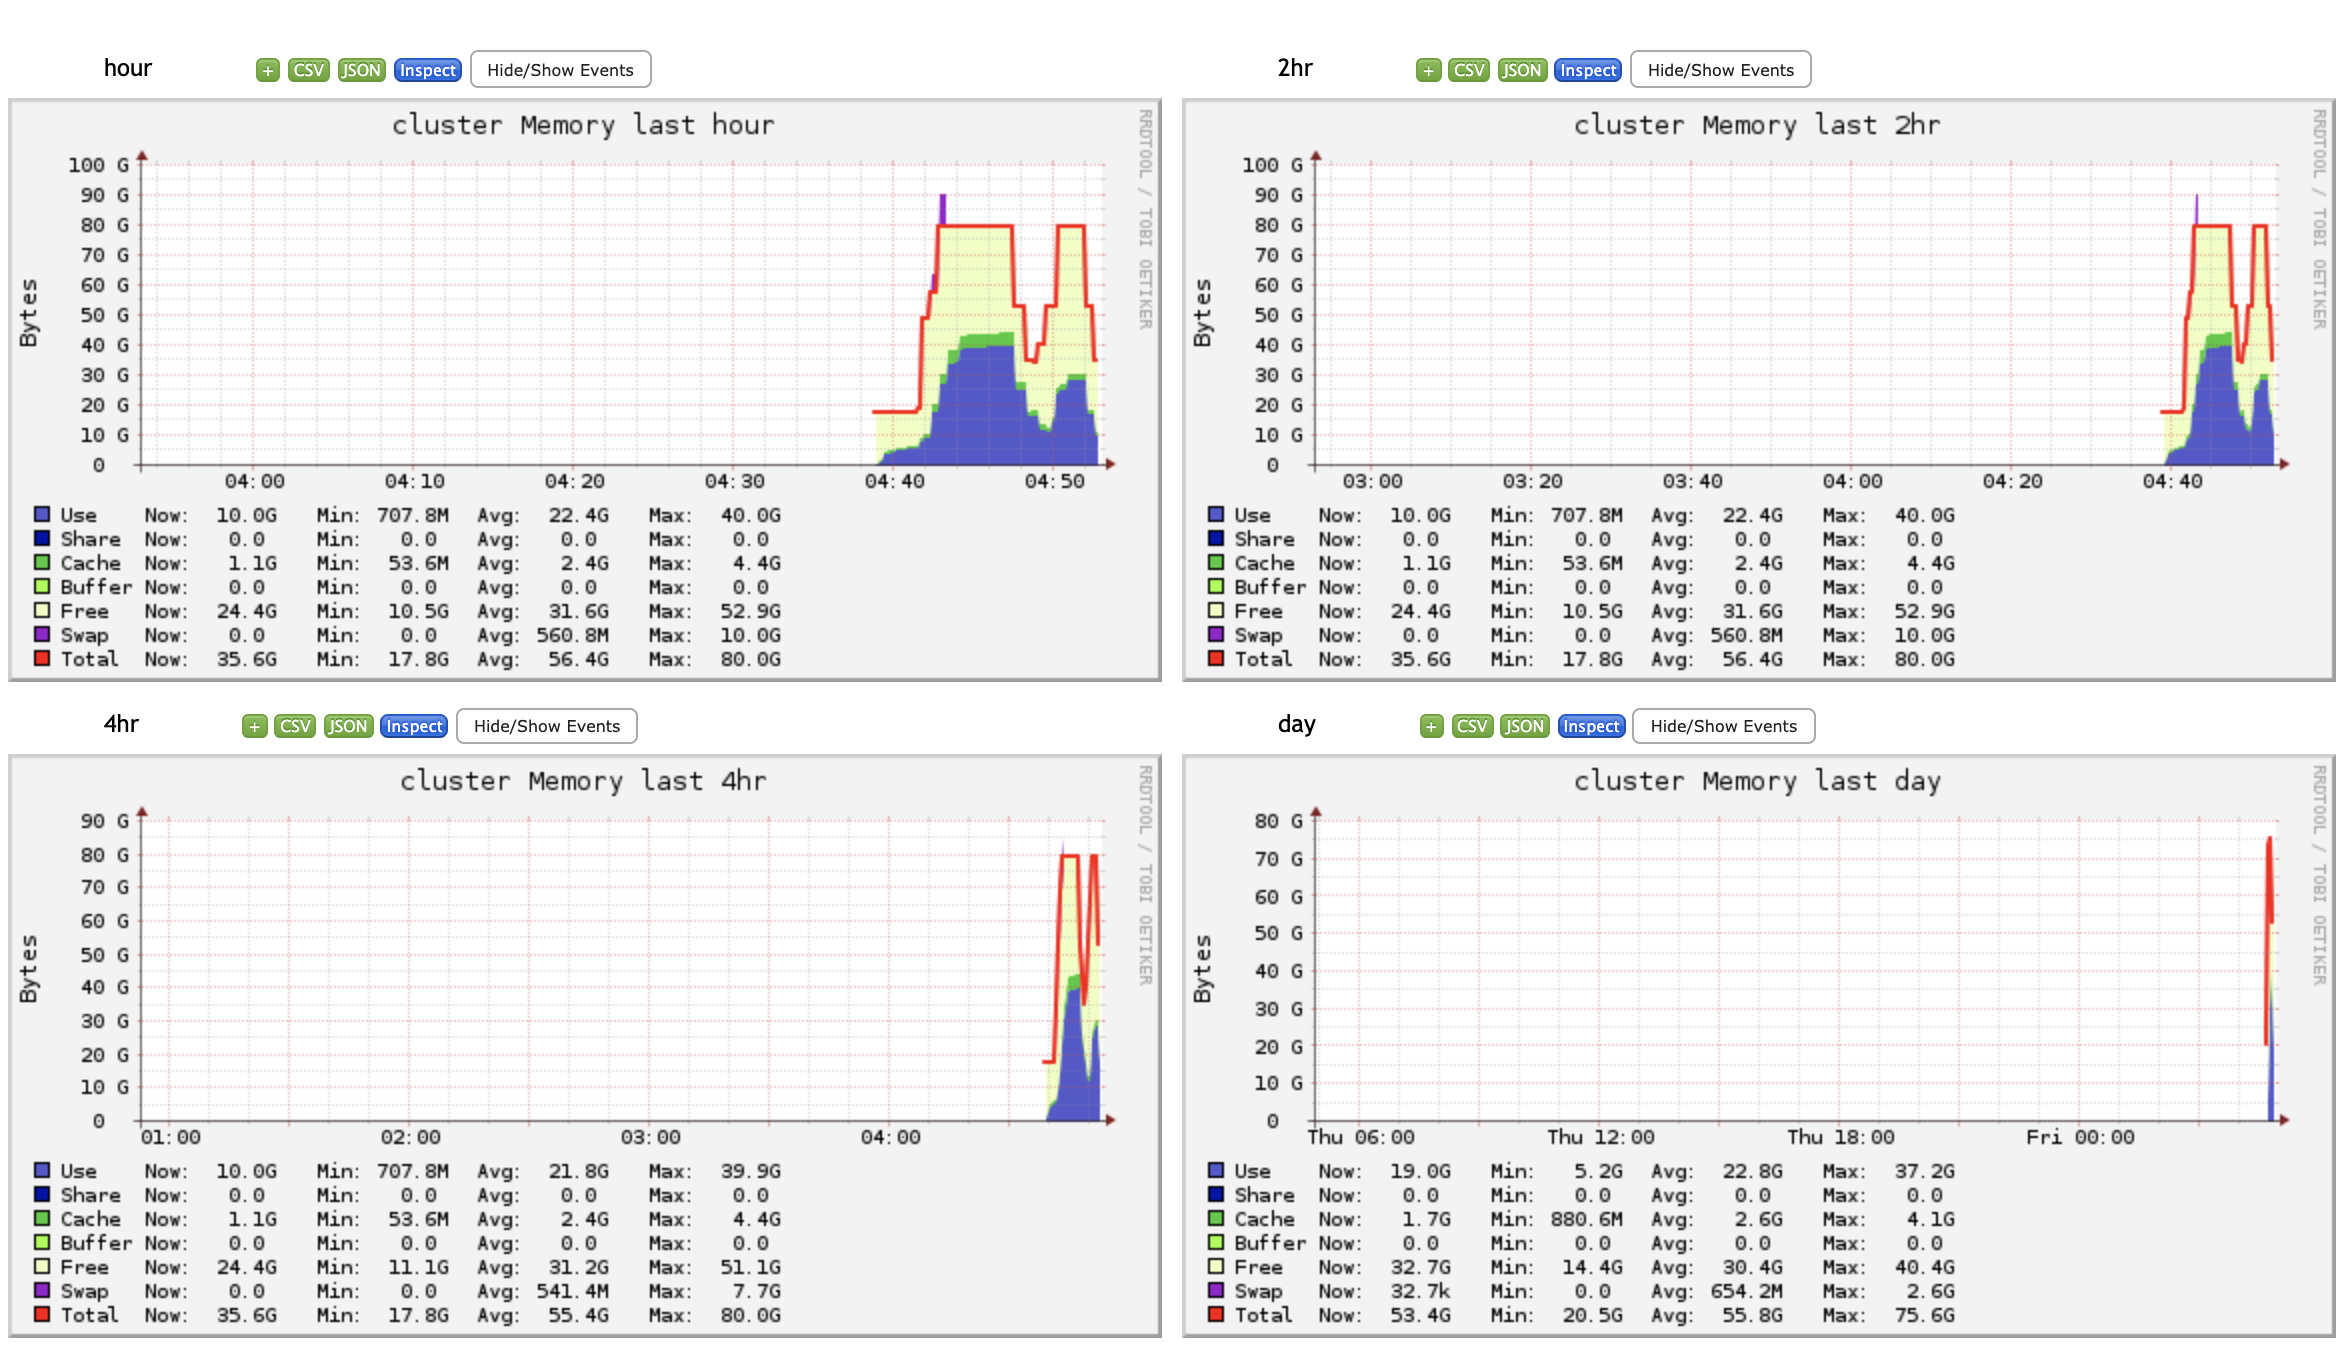 hour + CSV JSON Inspect Hide/Show Events
cluster Memory last hour
RRDTOOL / TOBI OETIKER
Bytes
100 G
90 G
80 G
70 G
60 G
50 G
40 G
30 G
20 G
10 G
0
04:00 04:10 04:20 04:30 04:40 04:50
Use Now: 10.0G Min: 707.8M Avg: 22.4G Max: 40.0G
Share Now: 0.0 Min: 0.0 Avg: 0.0 Max: 0.0
Cache Now: 1.1G Min: 53.6M Avg: 2.4G Max: 4.4G
Buffer Now: 0.0 Min: 0.0 Avg: 0.0 Max: 0.0
Free Now: 24.4G Min: 10.5G Avg: 31.6G Max: 52.9G
Swap Now: 0.0 Min: 0.0 Avg: 560.8M Max: 10.0G
Total Now: 35.6G Min: 17.8G Avg: 56.4G Max: 80.0G
2hr + CSV JSON Inspect Hide/Show Events
cluster Memory last 2hr
RRDTOOL / TOBI OETIKER
Bytes
100 G
90 G
80 G
70 G
60 G
50 G
40 G
30 G
20 G
10 G
0
03:00 03:20 03:40 04:00 04:20 04:40
Use Now: 10.0G Min: 707.8M Avg: 22.4G Max: 40.0G
Share Now: 0.0 Min: 0.0 Avg: 0.0 Max: 0.0
Cache Now: 1.1G Min: 53.6M Avg: 2.4G Max: 4.4G
Buffer Now: 0.0 Min: 0.0 Avg: 0.0 Max: 0.0
Free Now: 24.4G Min: 10.5G Avg: 31.6G Max: 52.9G
Swap Now: 0.0 Min: 0.0 Avg: 560.8M Max: 10.0G
Total Now: 35.6G Min: 17.8G Avg: 56.4G Max: 80.0G
4hr + CSV JSON Inspect Hide/Show Events
cluster Memory last 4hr
RRDTOOL / TOBI OETIKER
Bytes
90 G
80 G
70 G
60 G
50 G
40 G
30 G
20 G
10 G
0
01:00 02:00 03:00 04:00
Use Now: 10.0G Min: 707.8M Avg: 21.8G Max: 39.9G
Share Now: 0.0 Min: 0.0 Avg: 0.0 Max: 0.0
Cache Now: 1.1G Min: 53.6M Avg: 2.4G Max: 4.4G
Buffer Now: 0.0 Min: 0.0 Avg: 0.0 Max: 0.0
Free Now: 24.4G Min: 11.1G Avg: 31.2G Max: 51.1G
Swap Now: 0.0 Min: 0.0 Avg: 541.4M Max: 7.7G
Total Now: 35.6G Min: 17.8G Avg: 55.4G Max: 80.0G
day + CSV JSON Inspect Hide/Show Events
cluster Memory last day
RRDTOOL / TOBI OETIKER
Bytes
80 G
70 G
60 G
50 G
40 G
30 G
20 G
10 G
0
Thu 06:00 Thu 12:00 Thu 18:00 Fri 00:00
Use Now: 19.0G Min: 5.2G Avg: 22.8G Max: 37.2G
Share Now: 0.0 Min: 0.0 Avg: 0.0 Max: 0.0
Cache Now: 1.7G Min: 880.6M Avg: 2.6G Max: 4.1G
Buffer Now: 0.0 Min: 0.0 Avg: 0.0 Max: 0.0
Free Now: 32.7G Min: 14.4G Avg: 30.4G Max: 40.4G
Swap Now: 32.7k Min: 0.0 Avg: 654.2M Max: 2.6G
Total Now: 53.4G Min: 20.5G Avg: 55.8G Max: 75.6G